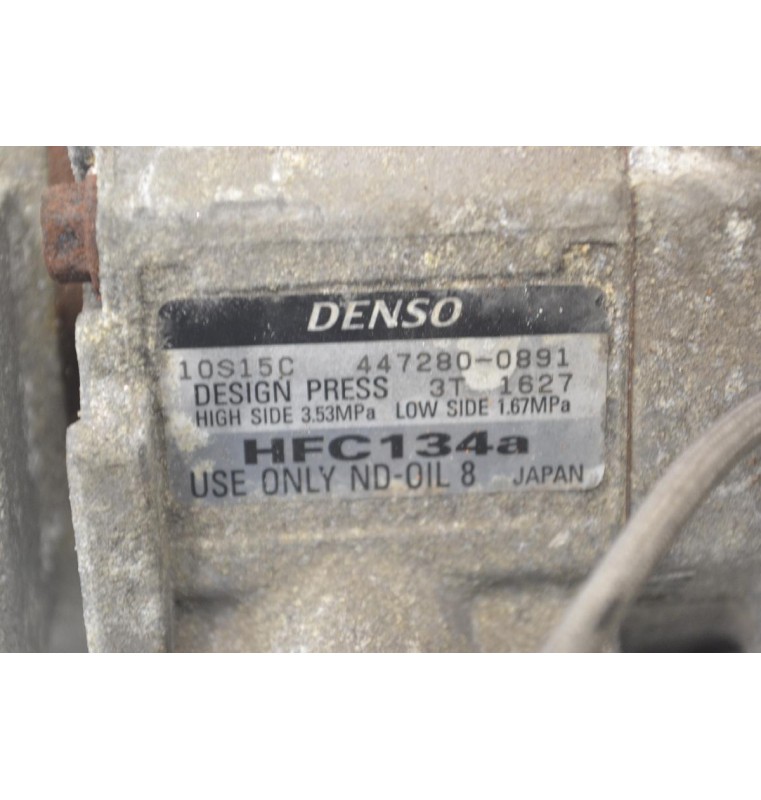 DENSO
10S15C 447280-0891
DESIGN PRESS 3T 1627
HIGH SIDE 3.53MPa LOW SIDE 1.67MPa
HFC134a
USE ONLY ND-OIL 8 JAPAN